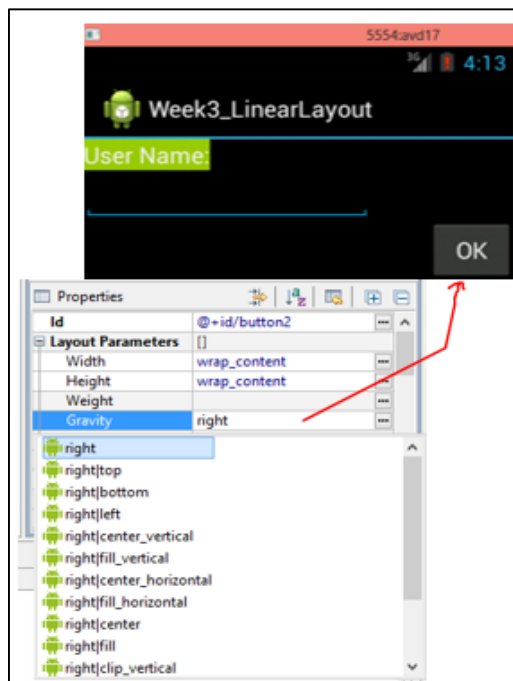 5554:avd17
3G 4:13
Week3_LinearLayout
User Name:
OK
Properties
Id @+id/button2
Layout Parameters []
Width wrap_content
Height wrap_content
Weight
Gravity right
right
right|top
right|bottom
right|left
right|center_vertical
right|fill_vertical
right|center_horizontal
right|fill_horizontal
right|center
right|fill
right|clip_vertical